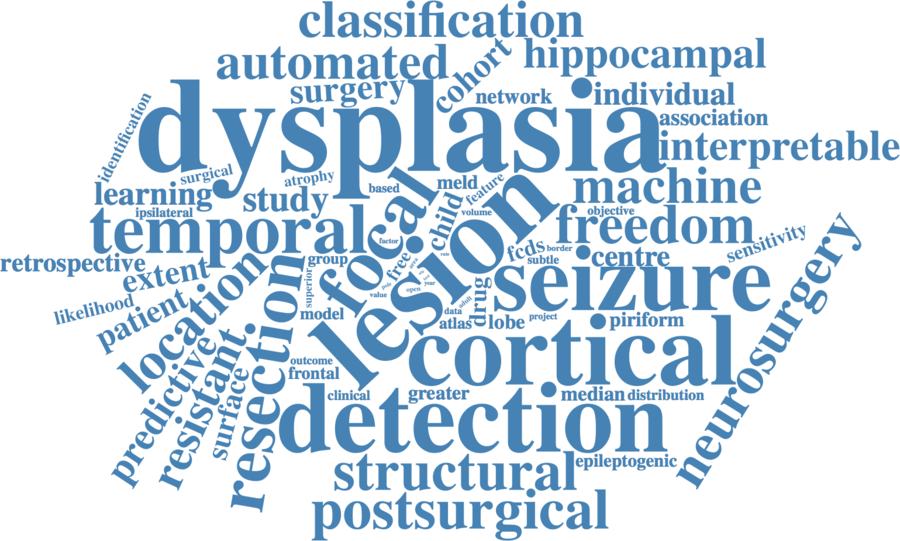 classification
automated
cohort
hippocampal
surgery
network
individual
dysplasia
association
identification
interpretable
surgical
atrophy
based
meld
feature
machine
learning
study
focal
child
volume
lesion
ipsilateral
objective
freedom
temporal
factor
rate
fcds
border
sensitivity
retrospective
extent
group
free
centre
subtle
seizure
neurosurgery
likelihood
patient
location
resection
superior
pole
area
value
open
year
drug
model
data
adult
atlas
lobe
project
piriform
cortical
predictive
resistant
surface
outcome
frontal
clinical
greater
median
distribution
detection
structural
epileptogenic
postsurgical